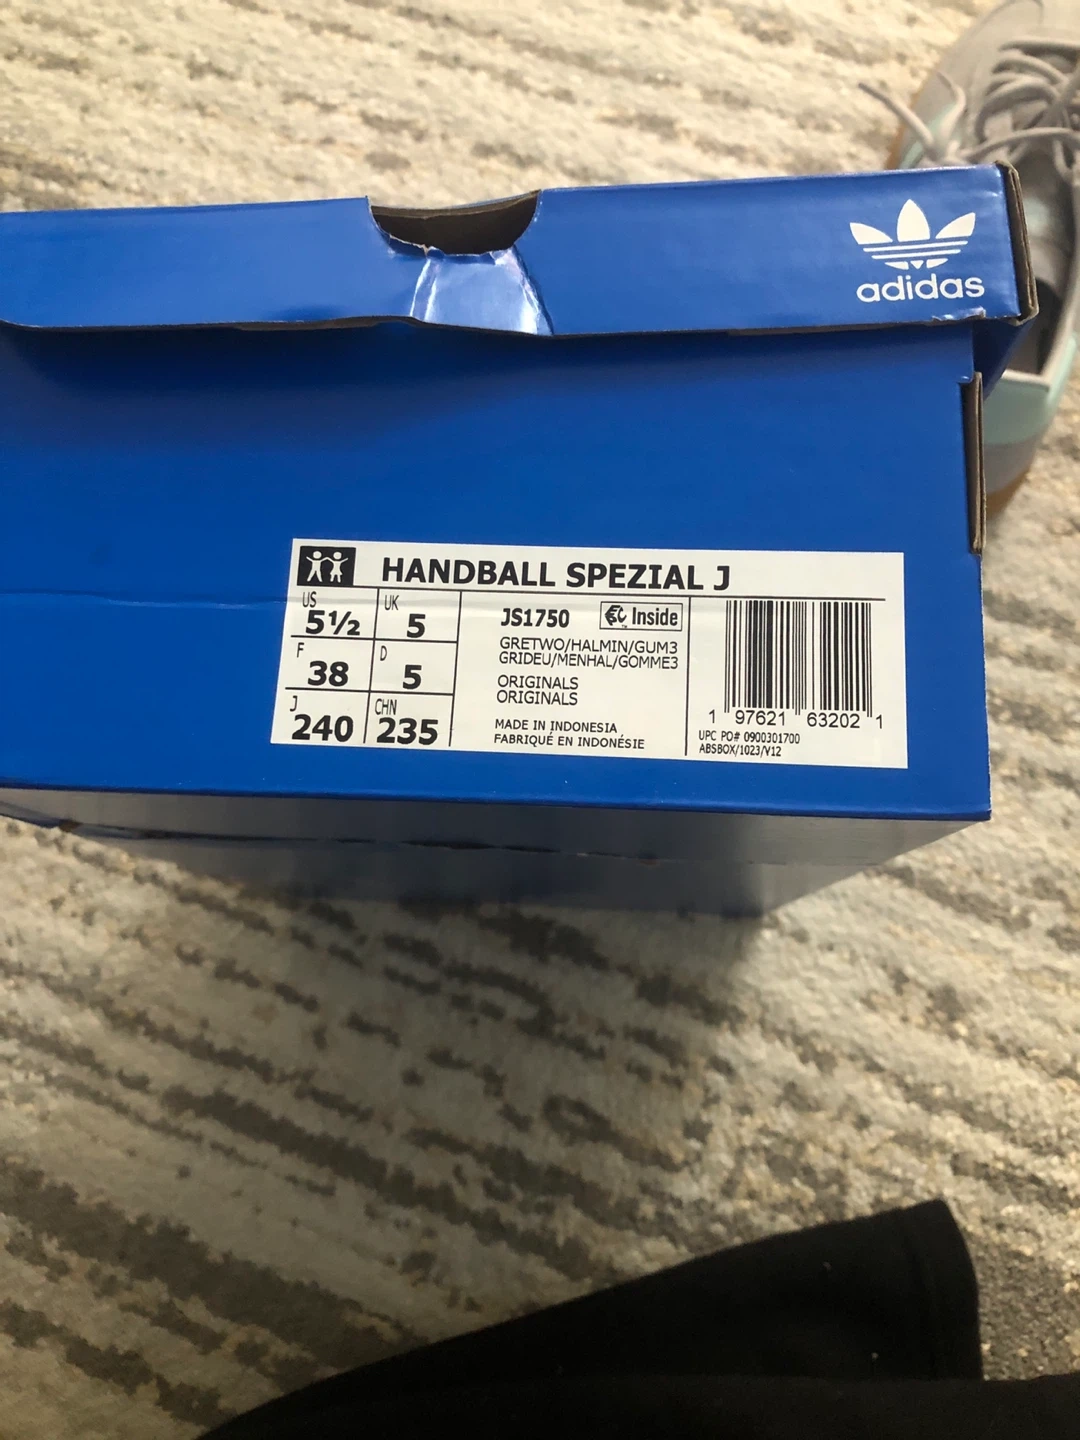 adidas
HANDBALL SPEZIAL J
US 5½ UK 5
F 38 D 5
J 240 CHN 235
JS1750 Inside
GRETWO/HALMIN/GUM3
GRIDEU/MENHAL/GOMME3
ORIGINALS
ORIGINALS
MADE IN INDONESIA
FABRIQUÉ EN INDONÉSIE
1 97621 63202 1
UPC PO# 0900301700
ABSBOX/1023/V12